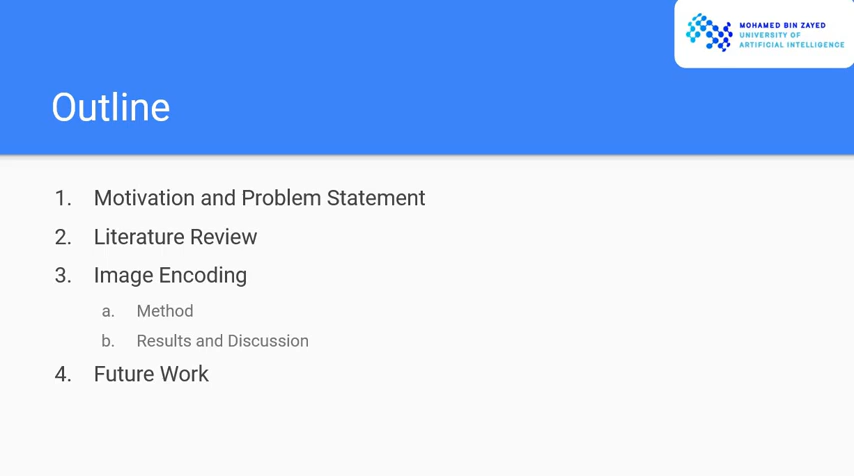 MOHAMED BIN ZAYED
UNIVERSITY OF
ARTIFICIAL INTELLIGENCE
Outline
1. Motivation and Problem Statement
2. Literature Review
3. Image Encoding
a. Method
b. Results and Discussion
4. Future Work